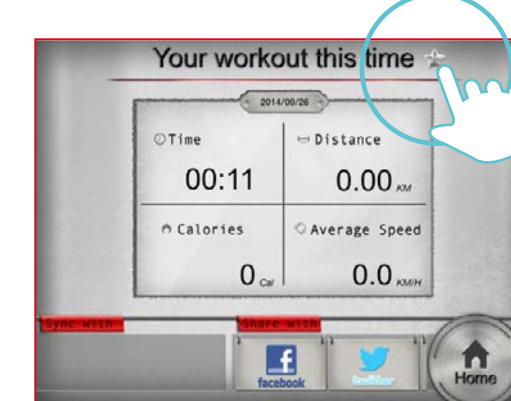 Your workout this time
2014/00/26
Time
Distance
00:11
0.00 KM
Calories
Average Speed
0 Cal
0.0 KM/H
Sync with
Share with
facebook
twitter
Home